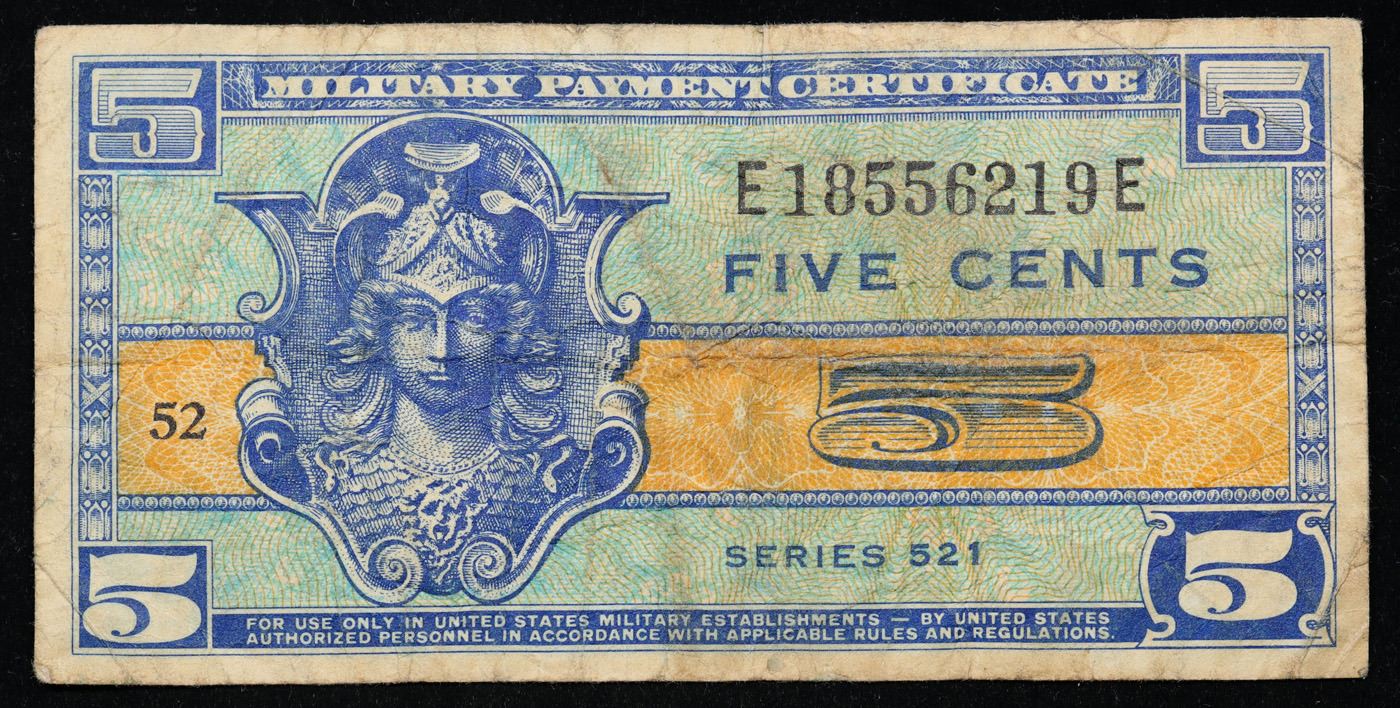 5 MILITARY PAYMENT CERTIFICATE 5
E18556219E
FIVE CENTS
52 5
SERIES 521
5 5
FOR USE ONLY IN UNITED STATES MILITARY ESTABLISHMENTS — BY UNITED STATES
AUTHORIZED PERSONNEL IN ACCORDANCE WITH APPLICABLE RULES AND REGULATIONS.